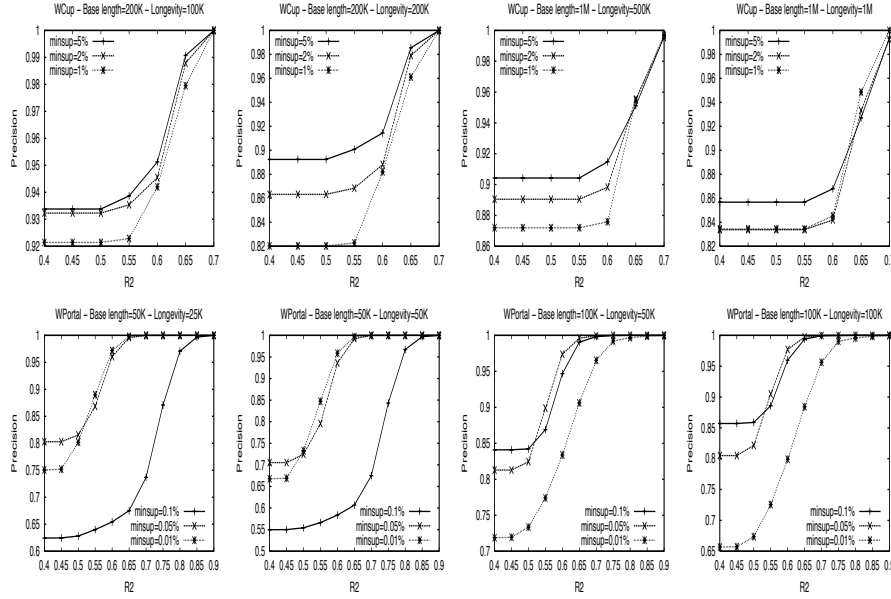 WCup - Base length=200K - Longevity=100K
1
0.99
0.98
0.97
0.96
0.95
0.94
0.93
0.92
Precision
minsup=5%
minsup=2%
minsup=1%
0.4 0.45 0.5 0.55 0.6 0.65 0.7
R2
WCup - Base length=200K - Longevity=200K
1
0.98
0.96
0.94
0.92
0.9
0.88
0.86
0.84
0.82
Precision
minsup=5%
minsup=2%
minsup=1%
0.4 0.45 0.5 0.55 0.6 0.65 0.7
R2
WCup - Base length=1M - Longevity=500K
1
0.98
0.96
0.94
0.92
0.9
0.88
0.86
Precision
minsup=5%
minsup=2%
minsup=1%
0.4 0.45 0.5 0.55 0.6 0.65 0.7
R2
WCup - Base length=1M - Longevity=1M
1
0.98
0.96
0.94
0.92
0.9
0.88
0.86
0.84
0.82
Precision
minsup=5%
minsup=2%
minsup=1%
0.4 0.45 0.5 0.55 0.6 0.65 0.7
R2
WPortal - Base length=50K - Longevity=25K
1
0.95
0.9
0.85
0.8
0.75
0.7
0.65
0.6
Precision
minsup=0.1%
minsup=0.05%
minsup=0.01%
0.4 0.45 0.5 0.55 0.6 0.65 0.7 0.75 0.8 0.85 0.9
R2
WPortal - Base length=50K - Longevity=50K
1
0.95
0.9
0.85
0.8
0.75
0.7
0.65
0.6
0.55
0.5
Precision
minsup=0.1%
minsup=0.05%
minsup=0.01%
0.4 0.45 0.5 0.55 0.6 0.65 0.7 0.75 0.8 0.85 0.9
R2
WPortal - Base length=100K - Longevity=50K
1
0.95
0.9
0.85
0.8
0.75
0.7
Precision
minsup=0.1%
minsup=0.05%
minsup=0.01%
0.4 0.45 0.5 0.55 0.6 0.65 0.7 0.75 0.8 0.85 0.9
R2
WPortal - Base length=100K - Longevity=100K
1
0.95
0.9
0.85
0.8
0.75
0.7
0.65
Precision
minsup=0.1%
minsup=0.05%
minsup=0.01%
0.4 0.45 0.5 0.55 0.6 0.65 0.7 0.75 0.8 0.85 0.9
R2